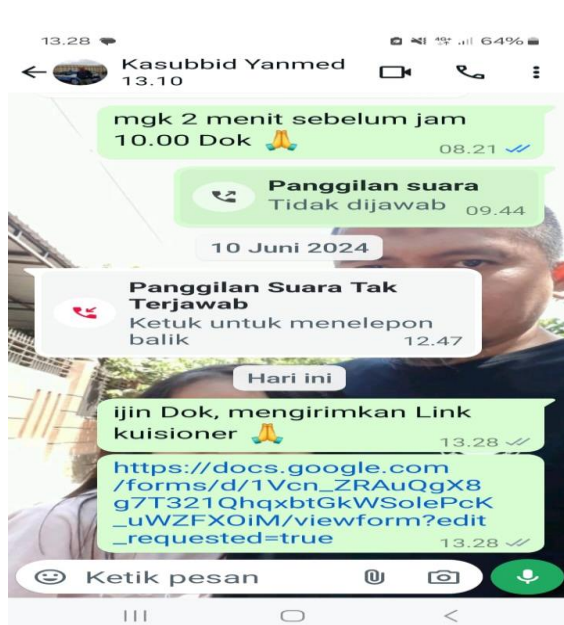 13.28
4G+
64%
Kasubbid Yanmed
13.10
mgk 2 menit sebelum jam
10.00 Dok 🙏
08.21
Panggilan suara
Tidak dijawab 09.44
10 Juni 2024
Panggilan Suara Tak
Terjawab
Ketuk untuk menelepon
balik 12.47
Hari ini
ijin Dok, mengirimkan Link
kuisioner 🙏
13.28
https://docs.google.com
/forms/d/1Vcn_ZRAuQgX8
g7T321QhqxbtGkWSolePcK
_uWZFXOiM/viewform?edit
_requested=true
13.28
Ketik pesan